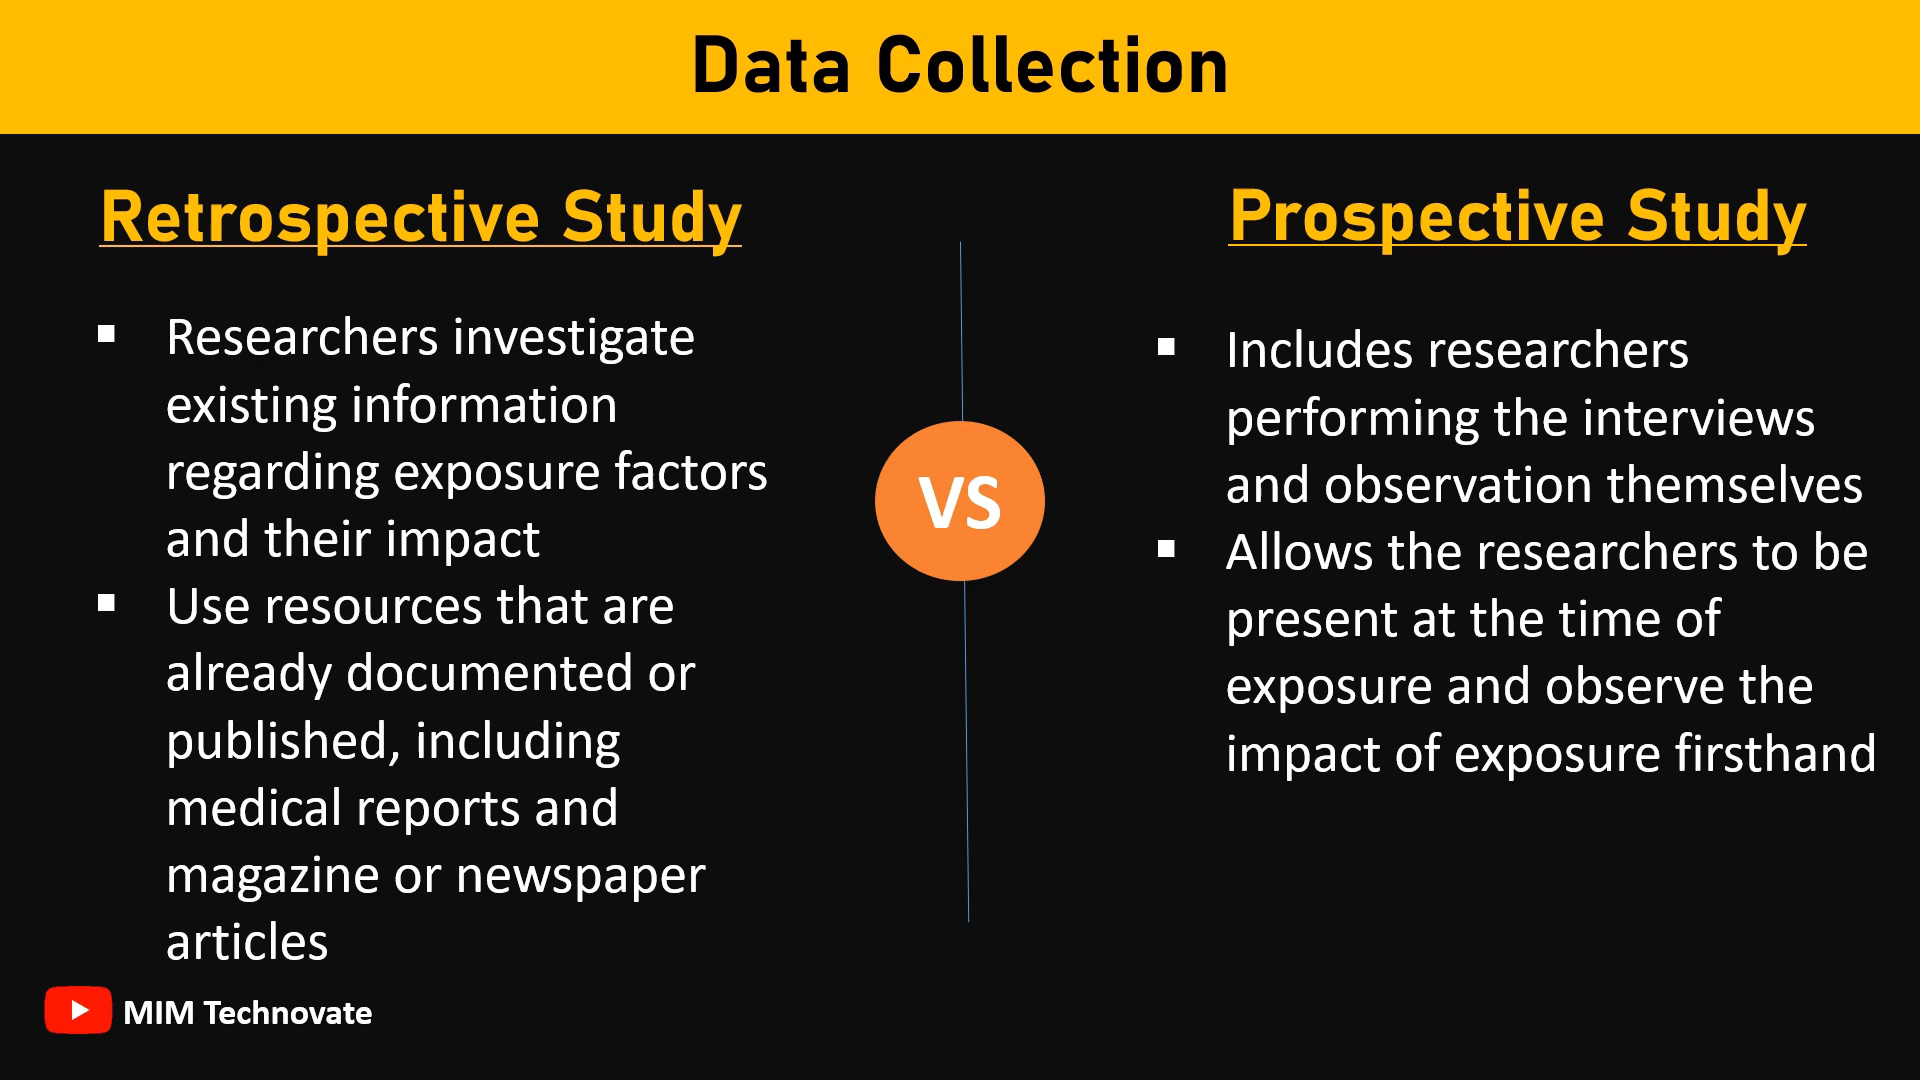 Data Collection
Retrospective Study
Researchers investigate
existing information
regarding exposure factors
and their impact
Use resources that are
already documented or
published, including
medical reports and
magazine or newspaper
articles
VS
Prospective Study
Includes researchers
performing the interviews
and observation themselves
Allows the researchers to be
present at the time of
exposure and observe the
impact of exposure firsthand
MIM Technovate